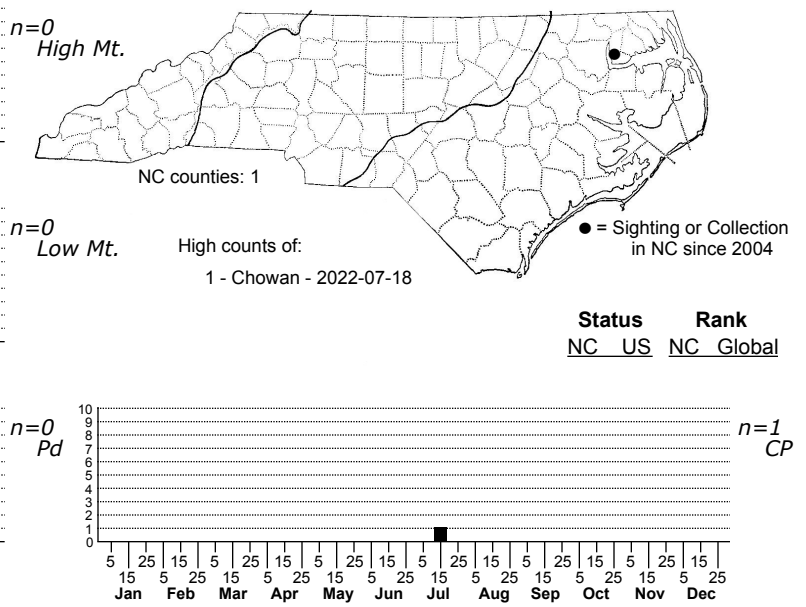 n=0
High Mt.
NC counties: 1
n=0
Low Mt.
High counts of:
1 - Chowan - 2022-07-18
● = Sighting or Collection
in NC since 2004
Status Rank
NC US NC Global
n=0
Pd
n=1
CP
10
9
8
7
6
5
4
3
2
1
0
5 25 15 5 25 15 5 25 15 5 25 15 5 25 15 5 25 15
15 5 25 15 5 25 15 5 25 15 5 25 15 5 25 15 5 25
Jan Feb Mar Apr May Jun Jul Aug Sep Oct Nov Dec